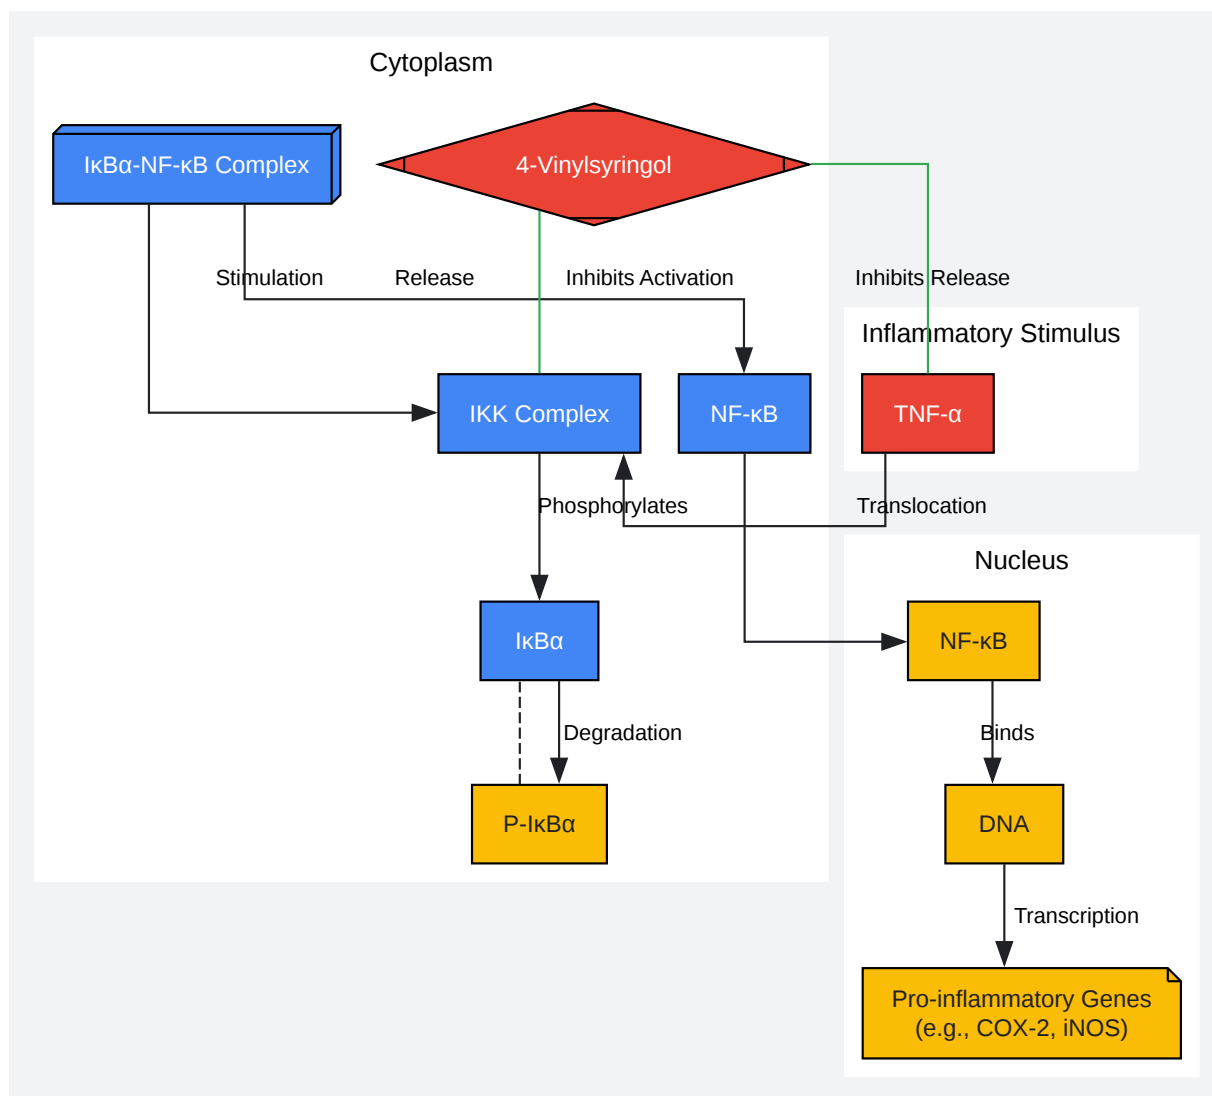 Cytoplasm
IκBα-NF-κB Complex
4-Vinylsyringol
Stimulation
Release
Inhibits Activation
Inhibits Release
Inflammatory Stimulus
IKK Complex
NF-κB
TNF-α
Phosphorylates
Translocation
Nucleus
IκBα
NF-κB
Degradation
Binds
P-IκBα
DNA
Transcription
Pro-inflammatory Genes
(e.g., COX-2, iNOS)